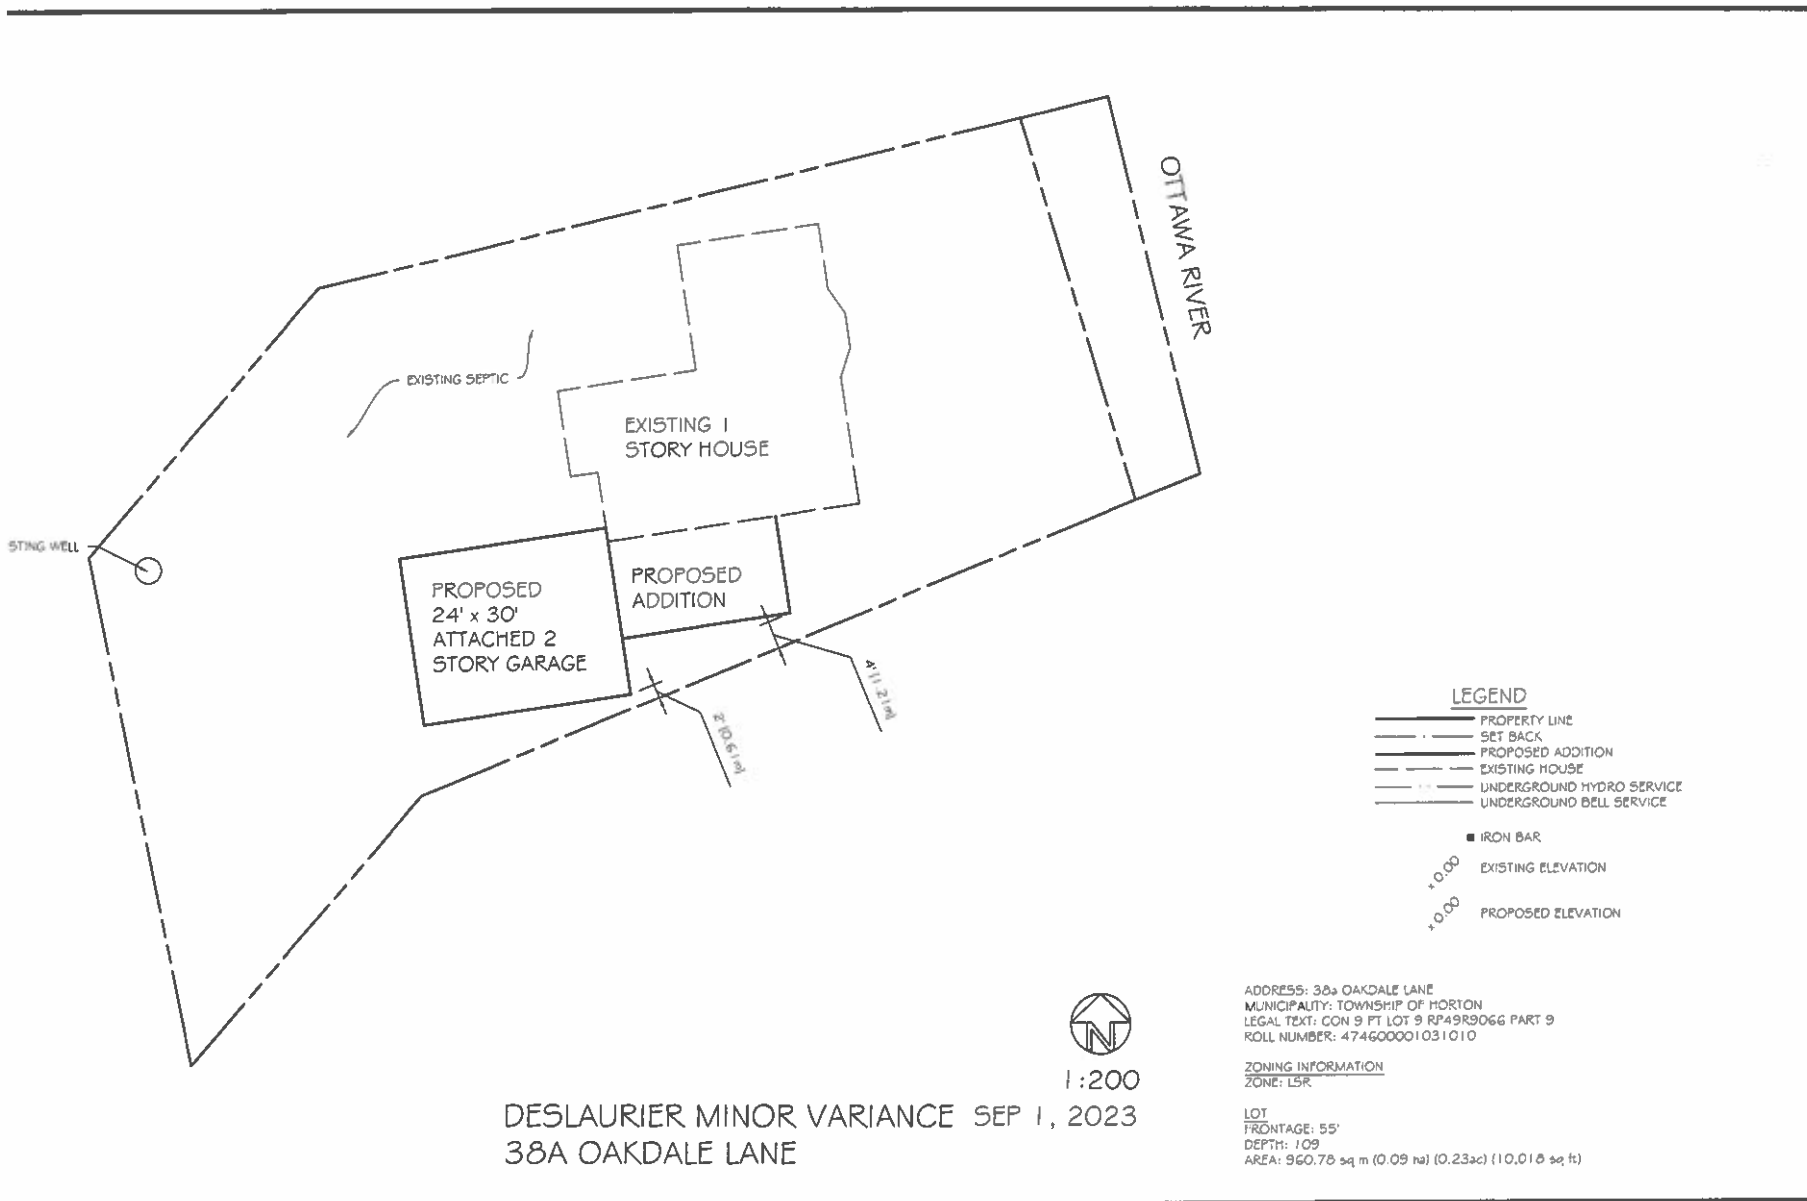 OTTAWA RIVER
EXISTING SEPTIC
EXISTING 1
STORY HOUSE
STING WELL
PROPOSED
24' x 30'
ATTACHED 2
STORY GARAGE
PROPOSED
ADDITION
4' [1.21m]
2' [0.61m]
LEGEND
PROPERTY LINE
SET BACK
PROPOSED ADDITION
EXISTING HOUSE
UNDERGROUND HYDRO SERVICE
UNDERGROUND BELL SERVICE
IRON BAR
+0.00 EXISTING ELEVATION
+0.00 PROPOSED ELEVATION
N
1:200
DESLAURIER MINOR VARIANCE SEP 1, 2023
38A OAKDALE LANE
ADDRESS: 38a OAKDALE LANE
MUNICIPALITY: TOWNSHIP OF HORTON
LEGAL TEXT: CON 9 PT LOT 9 RP49R9066 PART 9
ROLL NUMBER: 474600001031010
ZONING INFORMATION
ZONE: LSR
LOT
FRONTAGE: 55'
DEPTH: 109
AREA: 960.78 sq m (0.09 ha) (0.23ac) (10,018 sq ft)